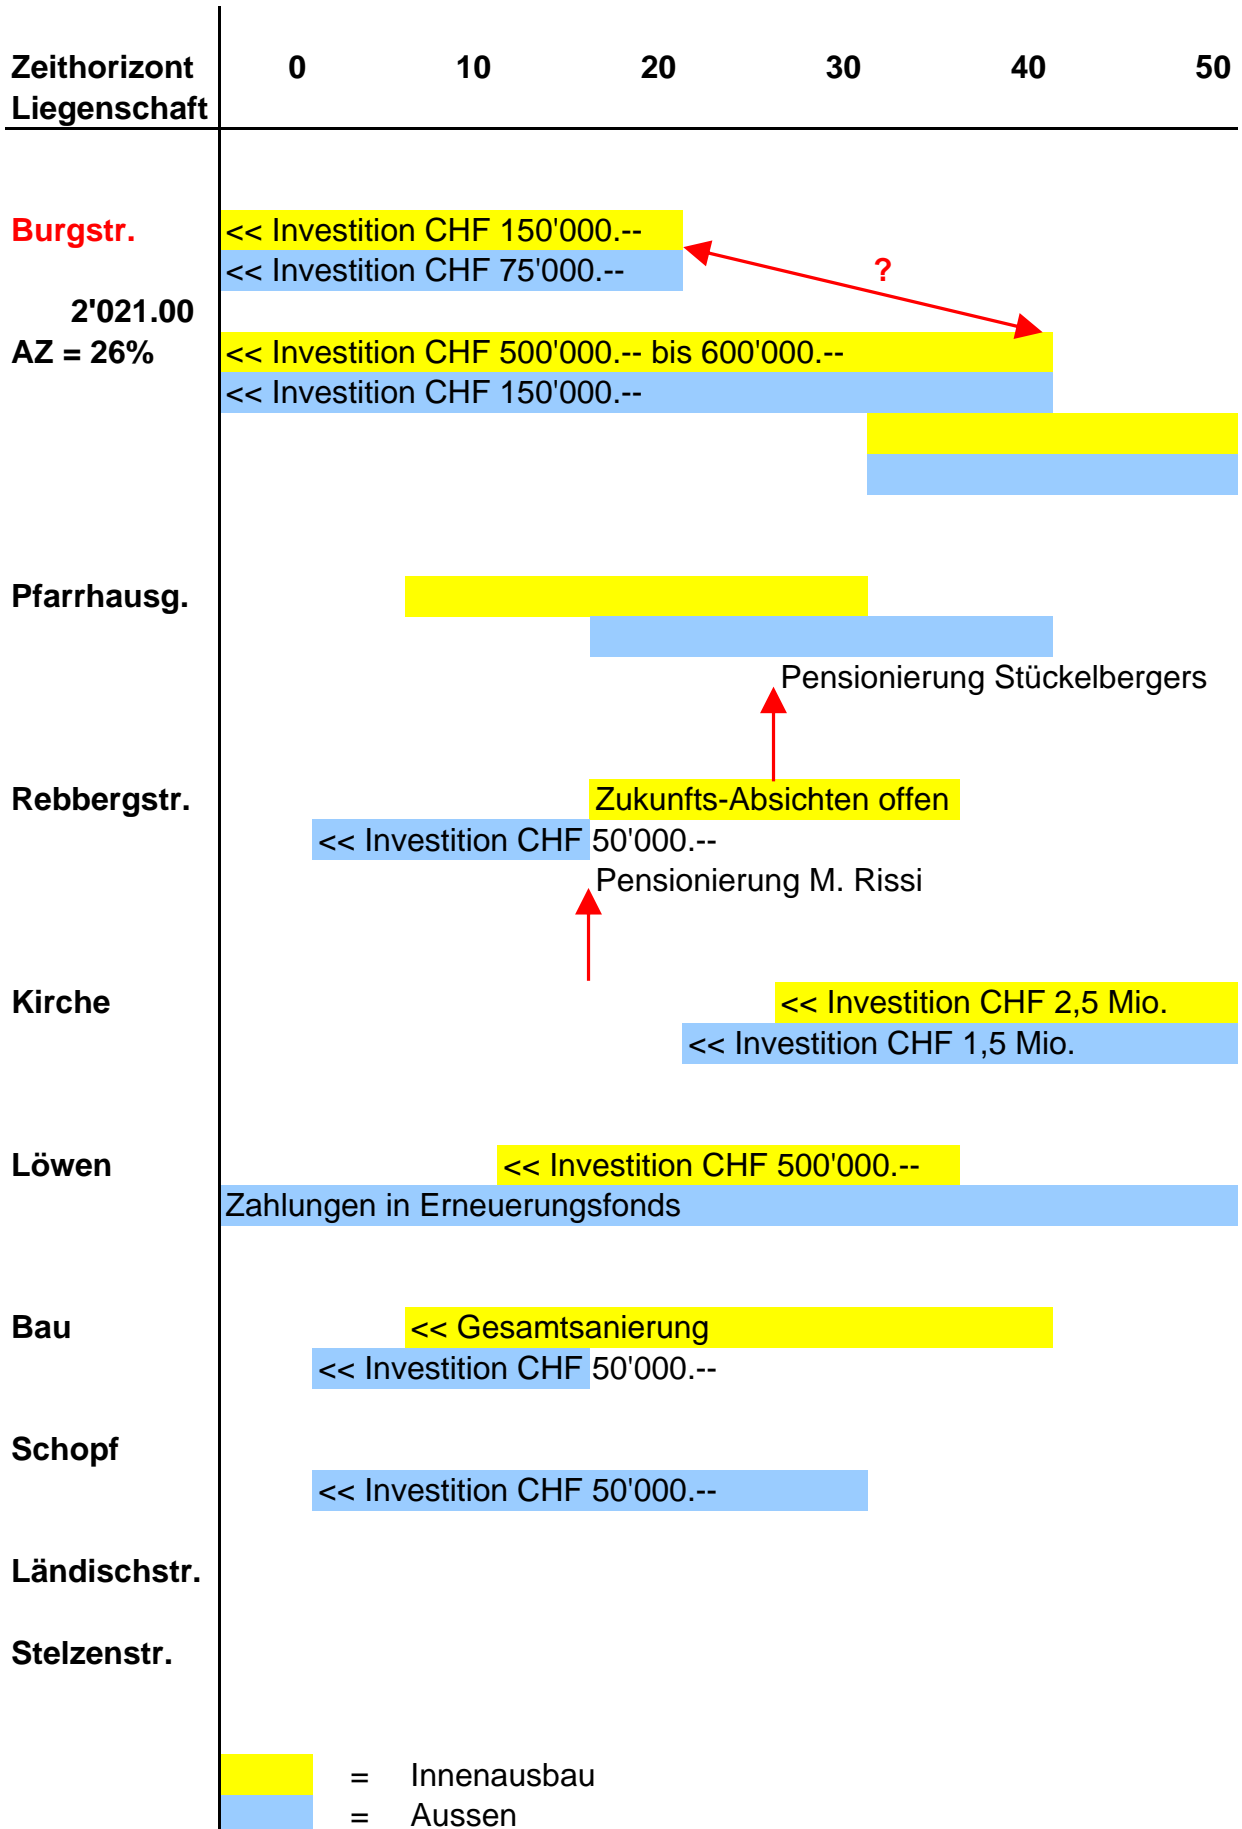 Zeithorizont 0 10 20 30 40 50
Liegenschaft
Burgstr. << Investition CHF 150'000.--
<< Investition CHF 75'000.-- ?
2'021.00
AZ = 26% << Investition CHF 500'000.-- bis 600'000.--
<< Investition CHF 150'000.--
Pfarrhausg.
Pensionierung Stückelbergers
Rebbergstr. Zukunfts-Absichten offen
<< Investition CHF 50'000.--
Pensionierung M. Rissi
Kirche << Investition CHF 2,5 Mio.
<< Investition CHF 1,5 Mio.
Löwen << Investition CHF 500'000.--
Zahlungen in Erneuerungsfonds
Bau << Gesamtsanierung
<< Investition CHF 50'000.--
Schopf
<< Investition CHF 50'000.--
Ländischstr.
Stelzenstr.
= Innenausbau
= Aussen